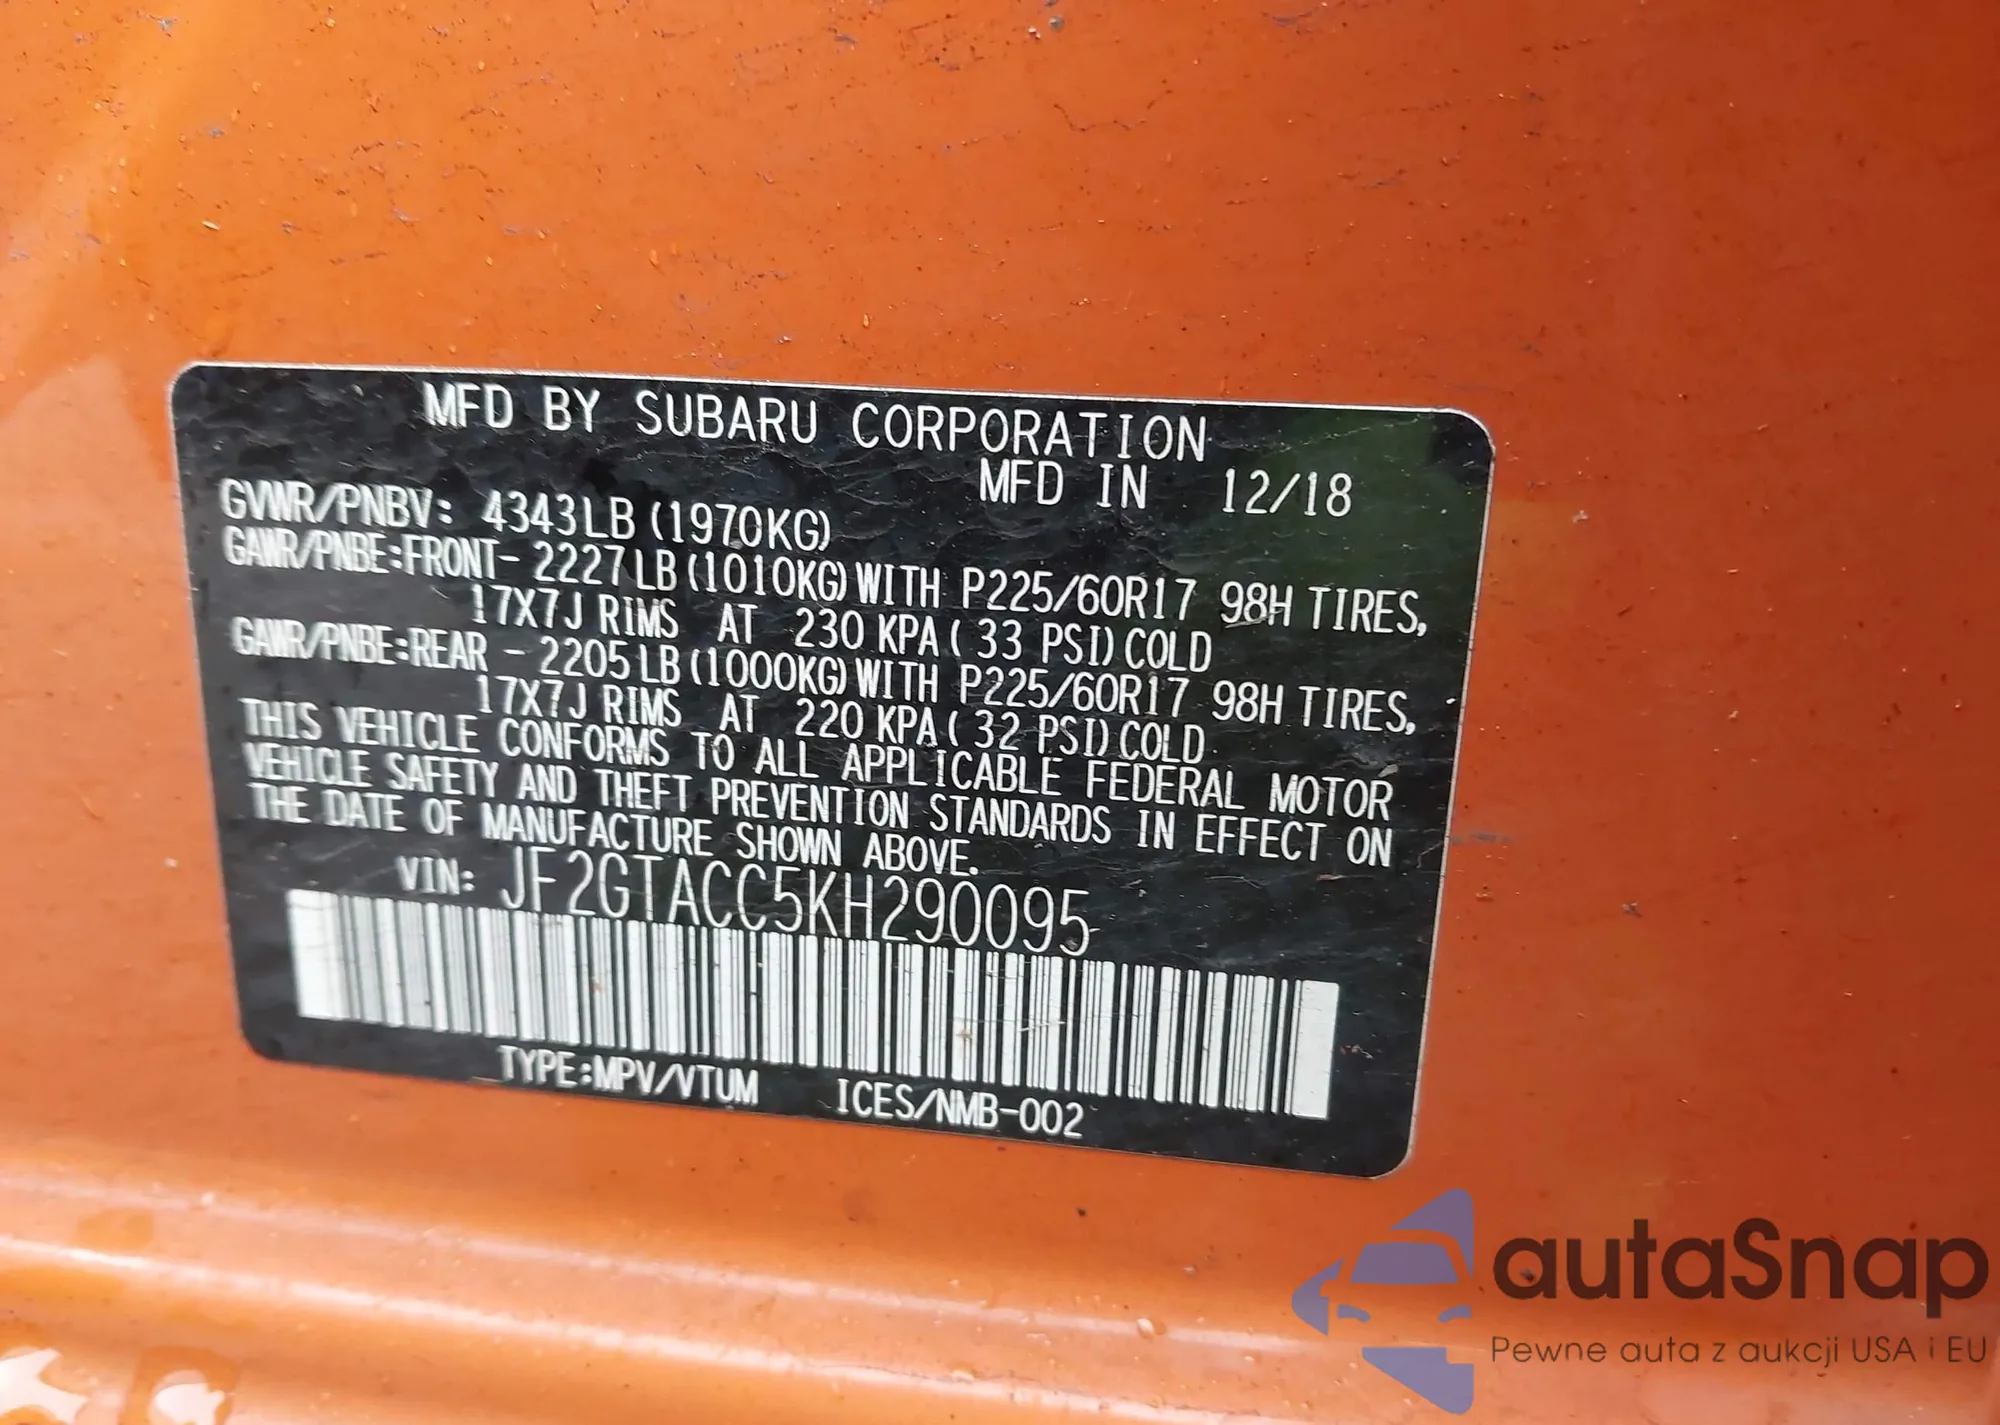 MFD BY SUBARU CORPORATION
MFD IN 12/18
GVWR/PNBV: 4343LB (1970KG)
GAWR/PNBE:FRONT- 2227LB (1010KG) WITH P225/60R17 98H TIRES,
17X7J RIMS AT 230 KPA ( 33 PSI) COLD
GAWR/PNBE:REAR - 2205LB (1000KG) WITH P225/60R17 98H TIRES,
17X7J RIMS AT 220 KPA ( 32 PSI) COLD
THIS VEHICLE CONFORMS TO ALL APPLICABLE FEDERAL MOTOR
VEHICLE SAFETY AND THEFT PREVENTION STANDARDS IN EFFECT ON
THE DATE OF MANUFACTURE SHOWN ABOVE.
VIN: JF2GTACC5KH290095
TYPE:MPV/VTUM ICES/NMB-002
autaSnap
Pewne auta z aukcji USA i EU